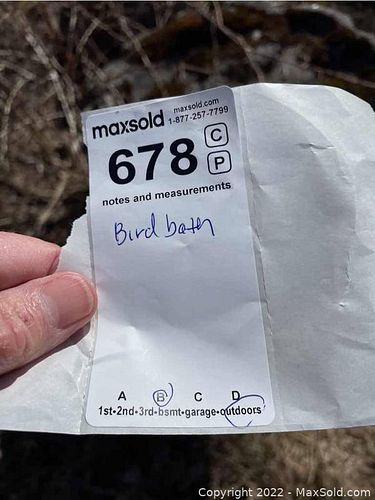 maxsold maxsold.com
1-877-257-7799
678 C
P
notes and measurements
Bird bath
A B C D
1st•2nd•3rd•bsmt•garage•outdoors
Copyright 2022 - MaxSold.com